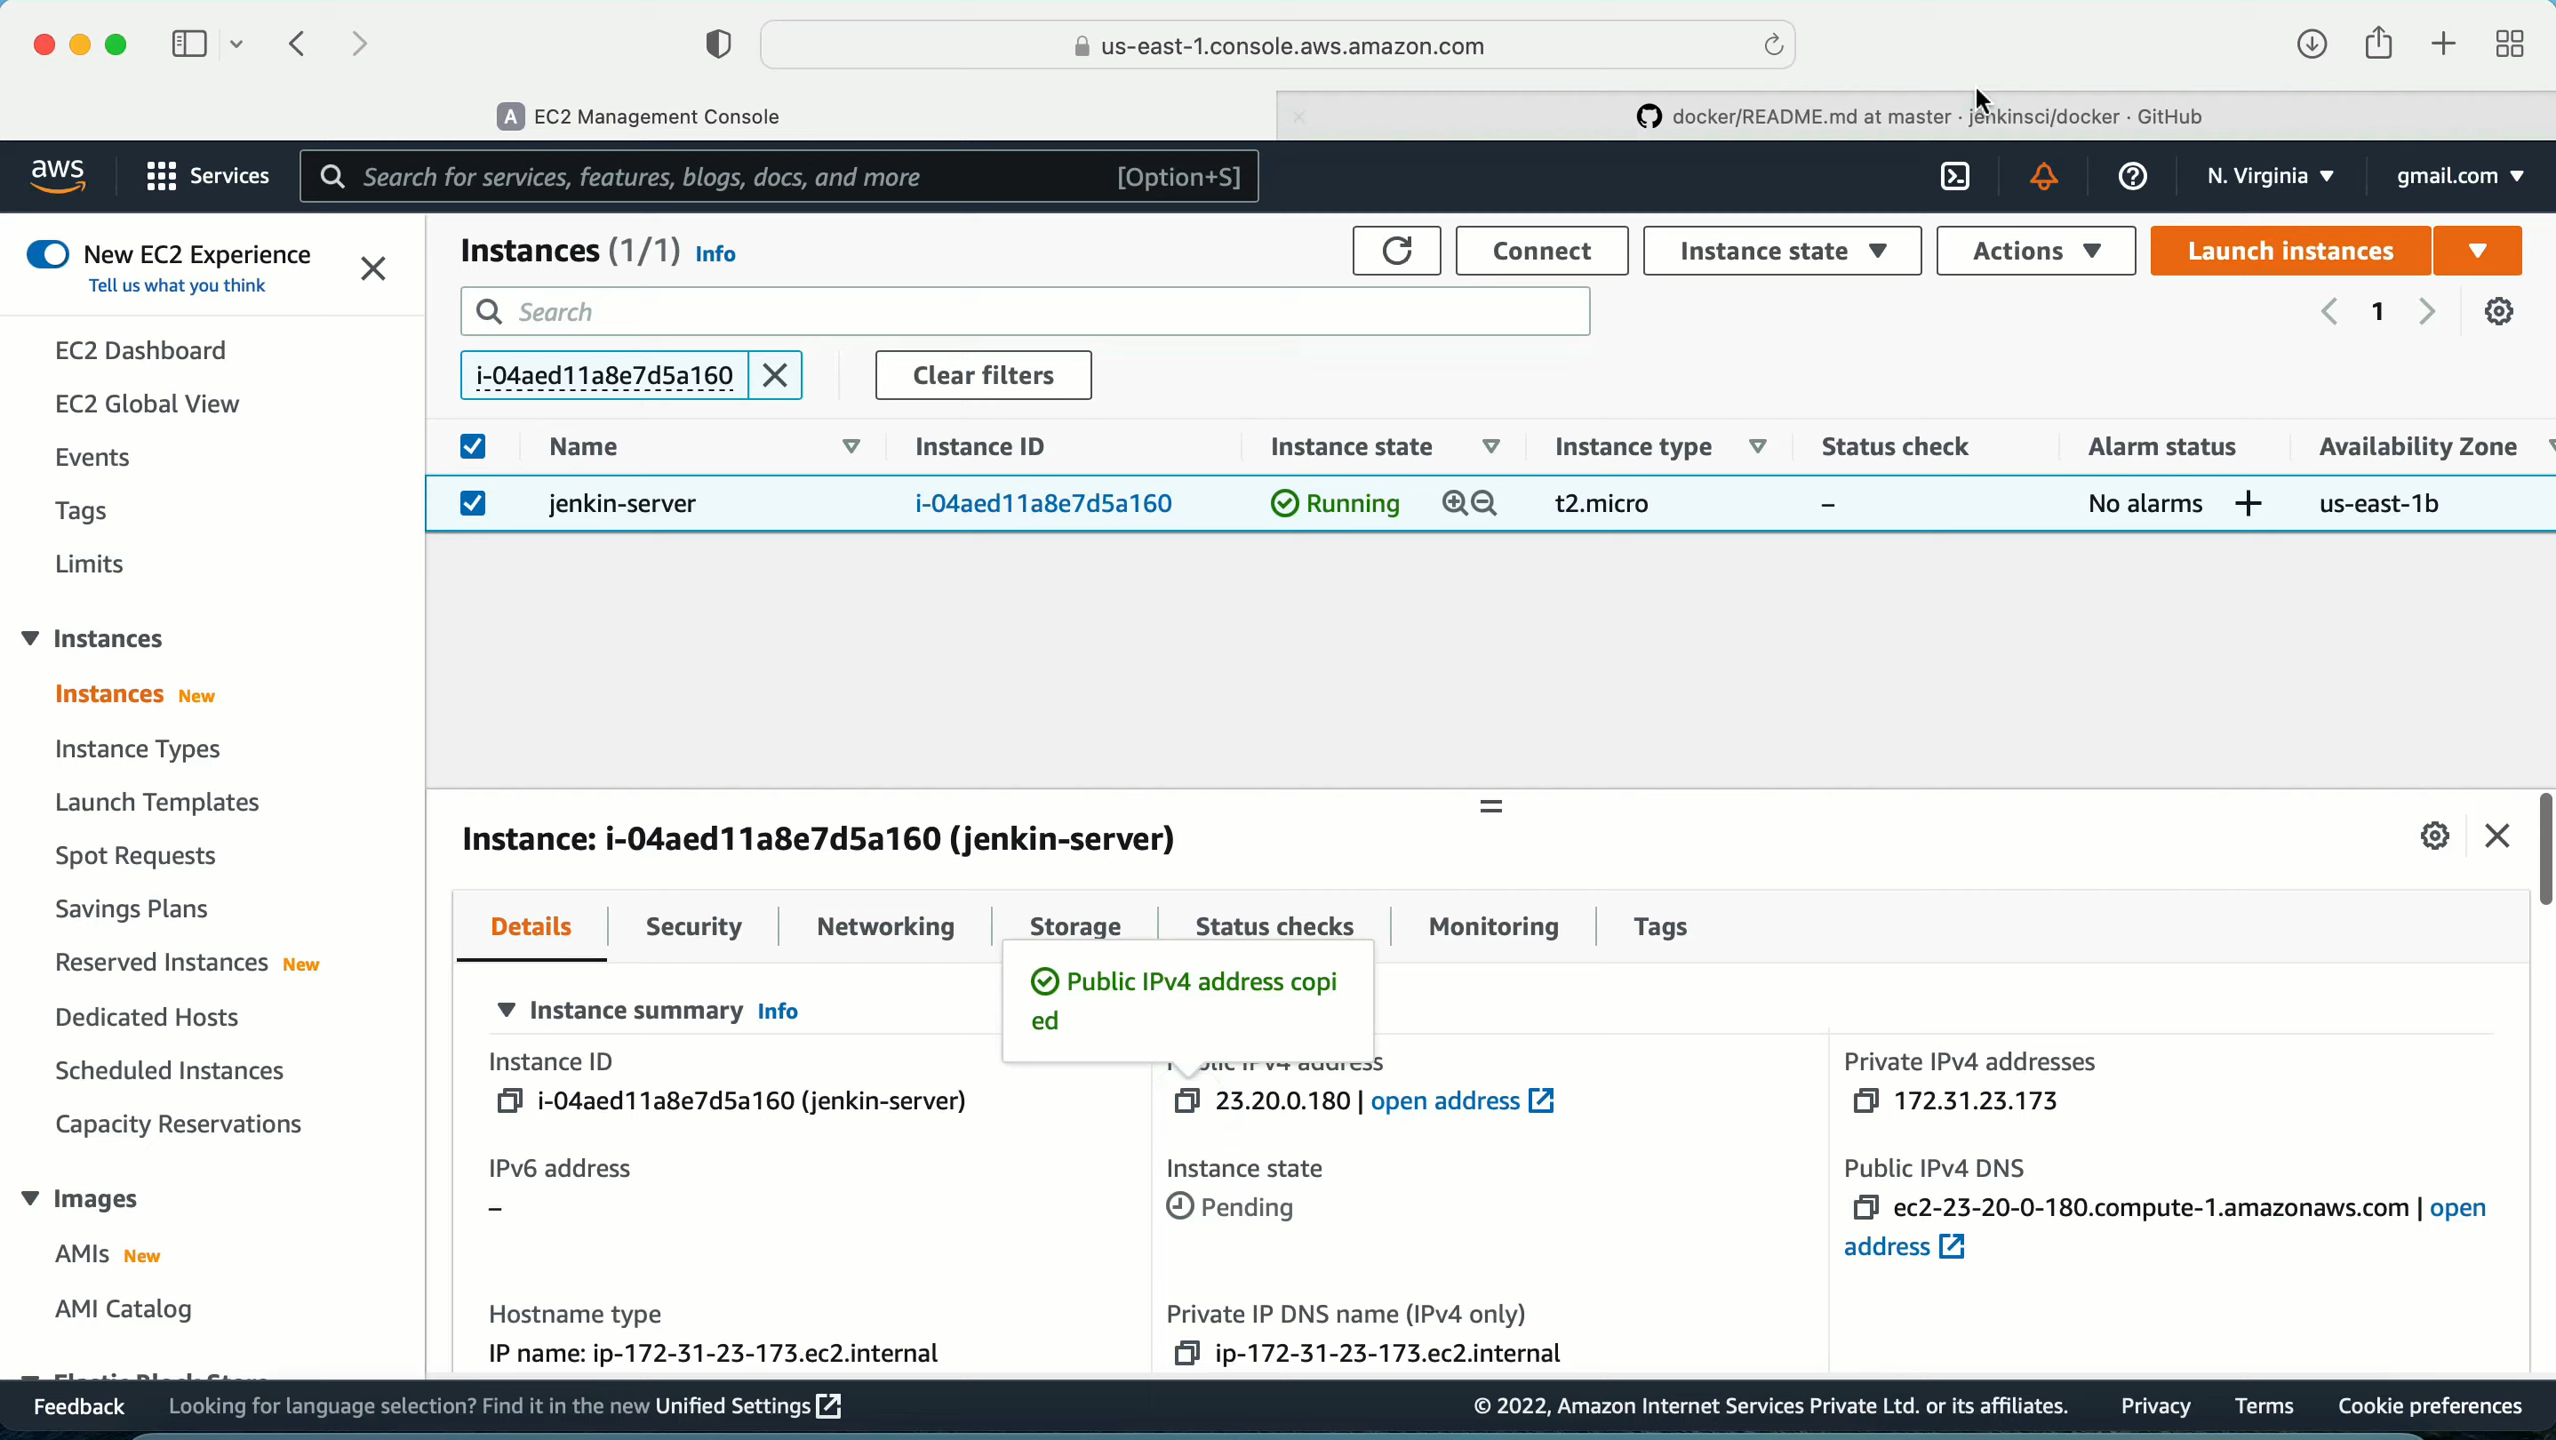 us-east-1.console.aws.amazon.com
A EC2 Management Console
docker/README.md at master · jenkinsci/docker · GitHub
aws
Services
Search for services, features, blogs, docs, and more [Option+S]
N. Virginia
gmail.com
New EC2 Experience
Tell us what you think
EC2 Dashboard
EC2 Global View
Events
Tags
Limits
Instances
Instances New
Instance Types
Launch Templates
Spot Requests
Savings Plans
Reserved Instances New
Dedicated Hosts
Scheduled Instances
Capacity Reservations
Images
AMIs New
AMI Catalog
Elastic Block Store
Instances (1/1) Info
Connect
Instance state
Actions
Launch instances
Search
1
i-04aed11a8e7d5a160
Clear filters
Name Instance ID Instance state Instance type Status check Alarm status Availability Zone
jenkin-server i-04aed11a8e7d5a160 Running t2.micro – No alarms + us-east-1b
Instance: i-04aed11a8e7d5a160 (jenkin-server)
Details Security Networking Storage Status checks Monitoring Tags
Public IPv4 address copi
ed
Instance summary Info
Instance ID
i-04aed11a8e7d5a160 (jenkin-server)
Public IPv4 address
23.20.0.180 | open address
Private IPv4 addresses
172.31.23.173
IPv6 address
–
Instance state
Pending
Public IPv4 DNS
ec2-23-20-0-180.compute-1.amazonaws.com | open
address
Hostname type
IP name: ip-172-31-23-173.ec2.internal
Private IP DNS name (IPv4 only)
ip-172-31-23-173.ec2.internal
Feedback
Looking for language selection? Find it in the new Unified Settings
© 2022, Amazon Internet Services Private Ltd. or its affiliates.
Privacy
Terms
Cookie preferences